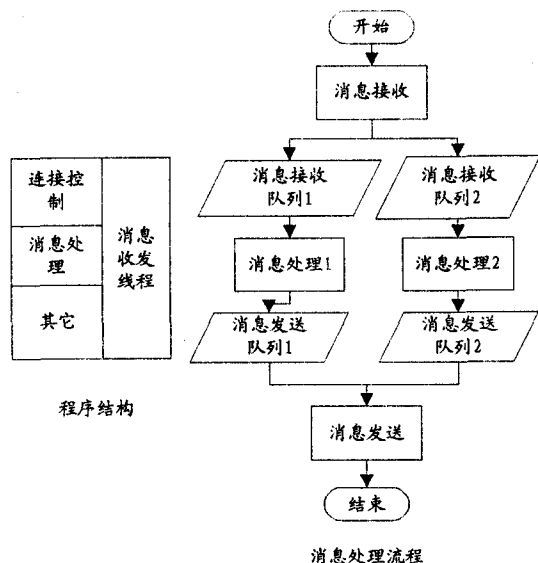 开始
消息接收
消息接收
队列1
消息接收
队列2
消息处理1
消息处理2
消息发送
队列1
消息发送
队列2
消息发送
结束
消息处理流程
连接控
制
消息处
理
其它
消息
收发
线程
程序结构